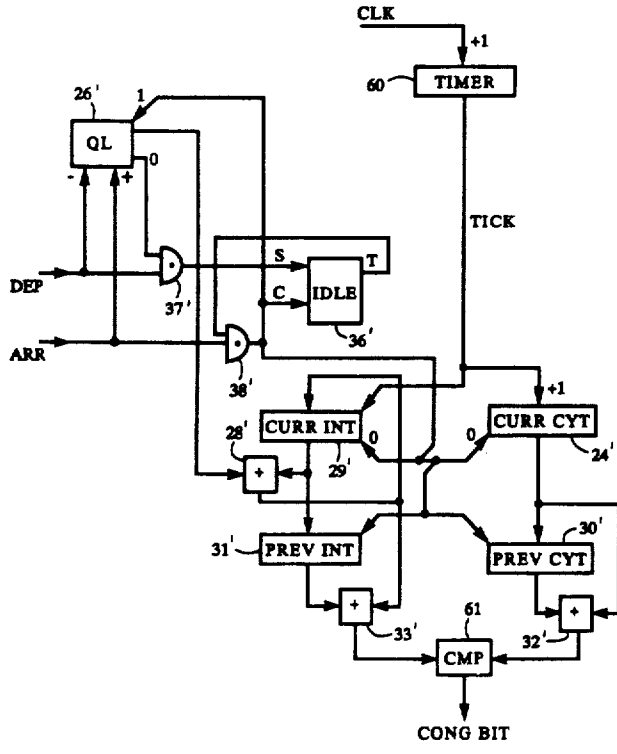 CLK
+1
60
TIMER
26'
1
QL
0
-
+
TICK
DEP
37'
S
T
IDLE
C
36'
ARR
38'
+1
CURR INT
0
29'
0
CURR CYT
24'
28'
+
31'
PREV INT
30'
PREV CYT
+
33'
61
+
32'
CMP
CONG BIT